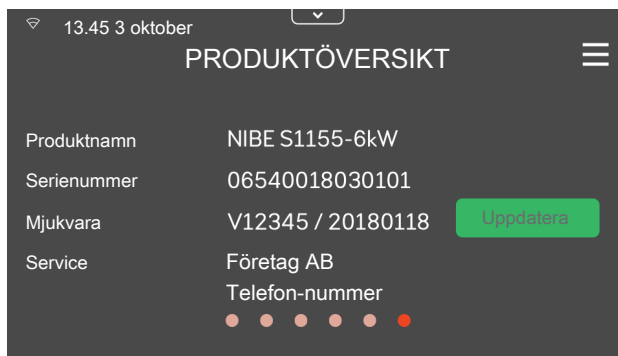 13.45 3 oktober
PRODUKTÖVERSIKT
Produktnamn NIBE S1155-6kW
Serienummer 06540018030101
Mjukvara V12345 / 20180118 Uppdatera
Service Företag AB
Telefon-nummer